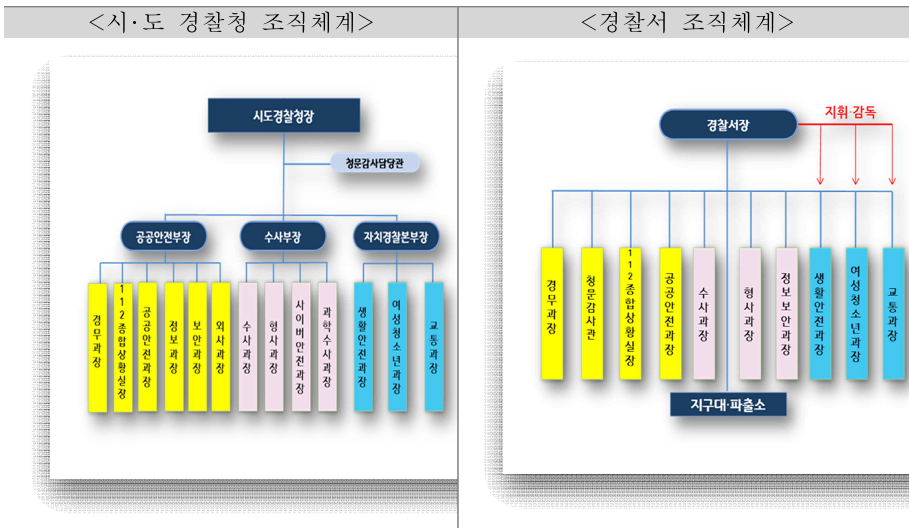 <시·도 경찰청 조직체계>
시도경찰청장
청문감사담당관
공공안전부장
수사부장
자치경찰본부장
경무과장
112종합상황실장
공공안전과장
정보과장
보안과장
외사과장
수사과장
형사과장
사이버안전과장
과학수사과장
생활안전과장
여성청소년과장
교통과장
<경찰서 조직체계>
경찰서장
지휘·감독
경무과장
청문감사관
112종합상황실장
공공안전과장
수사과장
형사과장
정보보안과장
생활안전과장
여성청소년과장
교통과장
지구대·파출소